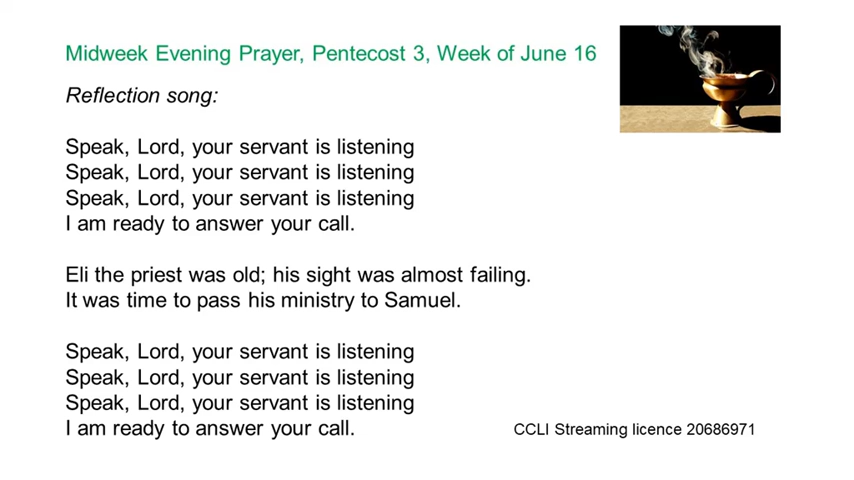 Midweek Evening Prayer, Pentecost 3, Week of June 16
Reflection song:
Speak, Lord, your servant is listening
Speak, Lord, your servant is listening
Speak, Lord, your servant is listening
I am ready to answer your call.
Eli the priest was old; his sight was almost failing.
It was time to pass his ministry to Samuel.
Speak, Lord, your servant is listening
Speak, Lord, your servant is listening
Speak, Lord, your servant is listening
I am ready to answer your call.
CCLI Streaming licence 20686971